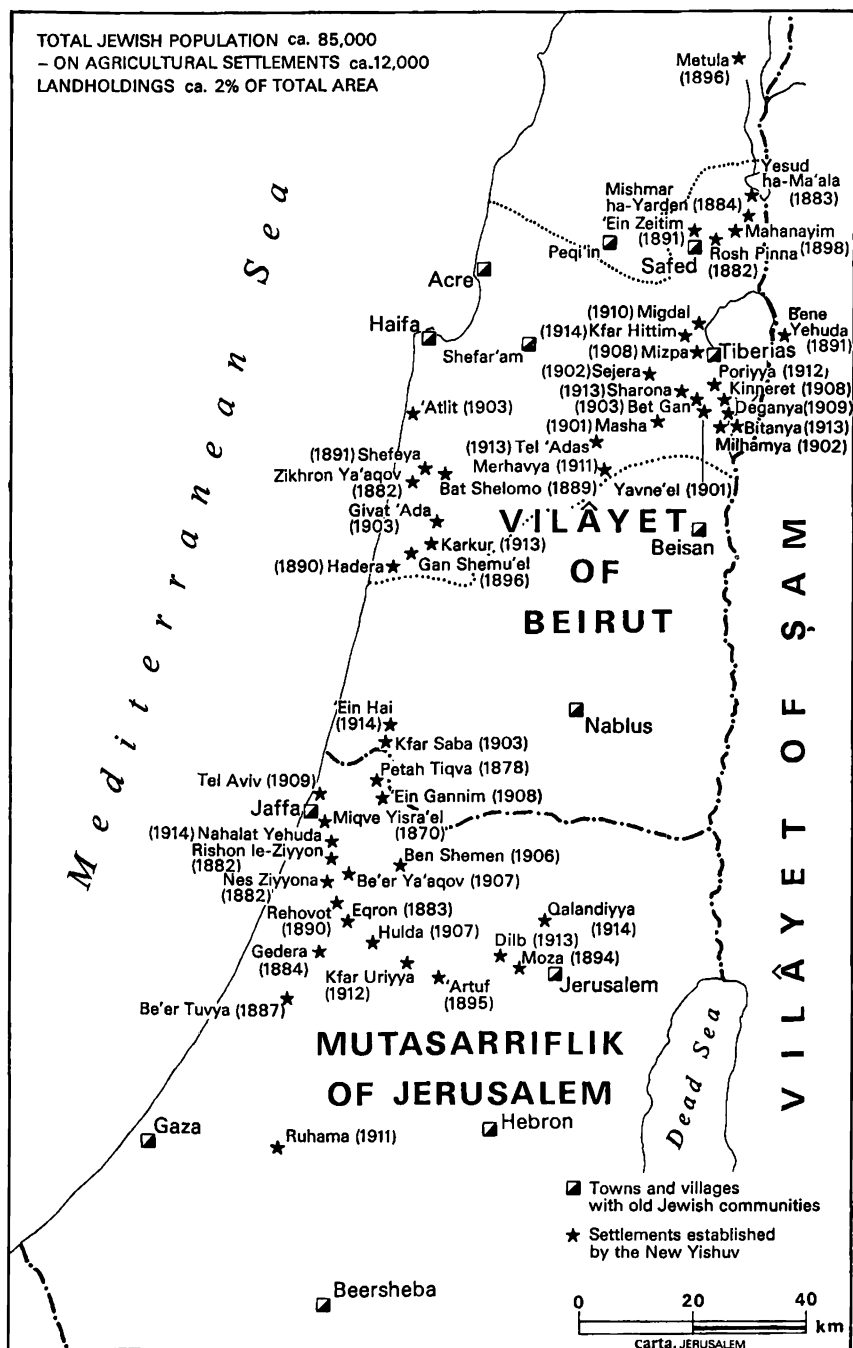 TOTAL JEWISH POPULATION ca. 85,000
– ON AGRICULTURAL SETTLEMENTS ca.12,000
LANDHOLDINGS ca. 2% OF TOTAL AREA
Metula
(1896)
Yesud
ha-Ma'ala
(1883)
Mishmar
ha-Yarden (1884)
'Ein Zeitim
(1891)
Mahanayim
(1898)
Peqi'in
Safed
Rosh Pinna
(1882)
Acre
Haifa
Shefar'am
(1910) Migdal
(1914) Kfar Hittim
(1908) Mizpa
Tiberias
Bene
Yehuda
(1891)
(1902) Sejera
Poriyya (1912)
(1913) Sharona
Kinneret (1908)
(1903) Bet Gan
Deganya (1909)
'Atlit (1903)
(1901) Masha
Bitanya (1913)
Milhamya (1902)
(1913) Tel 'Adas
(1891) Shefeya
Merhavya (1911)
Zikhron Ya'aqov
(1882)
Bat Shelomo (1889)
Yavne'el (1901)
Givat 'Ada
(1903)
Karkur (1913)
(1890) Hadera
Gan Shemu'el
(1896)
Beisan
VILÂYET
OF
BEIRUT
Mediterranean Sea
VILÂYET OF ŞAM
'Ein Hai
(1914)
Nablus
Kfar Saba (1903)
Petah Tiqva (1878)
Tel Aviv (1909)
'Ein Gannim (1908)
Jaffa
Miqve Yisra'el
(1870)
(1914) Nahalat Yehuda
Rishon le-Ziyyon
(1882)
Ben Shemen (1906)
Nes Ziyyona
(1882)
Be'er Ya'aqov (1907)
Rehovot
(1890)
Eqron (1883)
Hulda (1907)
Qalandiyya
(1914)
Gedera
(1884)
Dilb (1913)
Moza (1894)
Kfar Uriyya
(1912)
'Artuf
(1895)
Jerusalem
Be'er Tuvya (1887)
MUTASARRIFLIK
OF JERUSALEM
Dead Sea
Gaza
Ruhama (1911)
Hebron
Beersheba
Towns and villages
with old Jewish communities
Settlements established
by the New Yishuv
0 20 40
km
carta, JERUSALEM